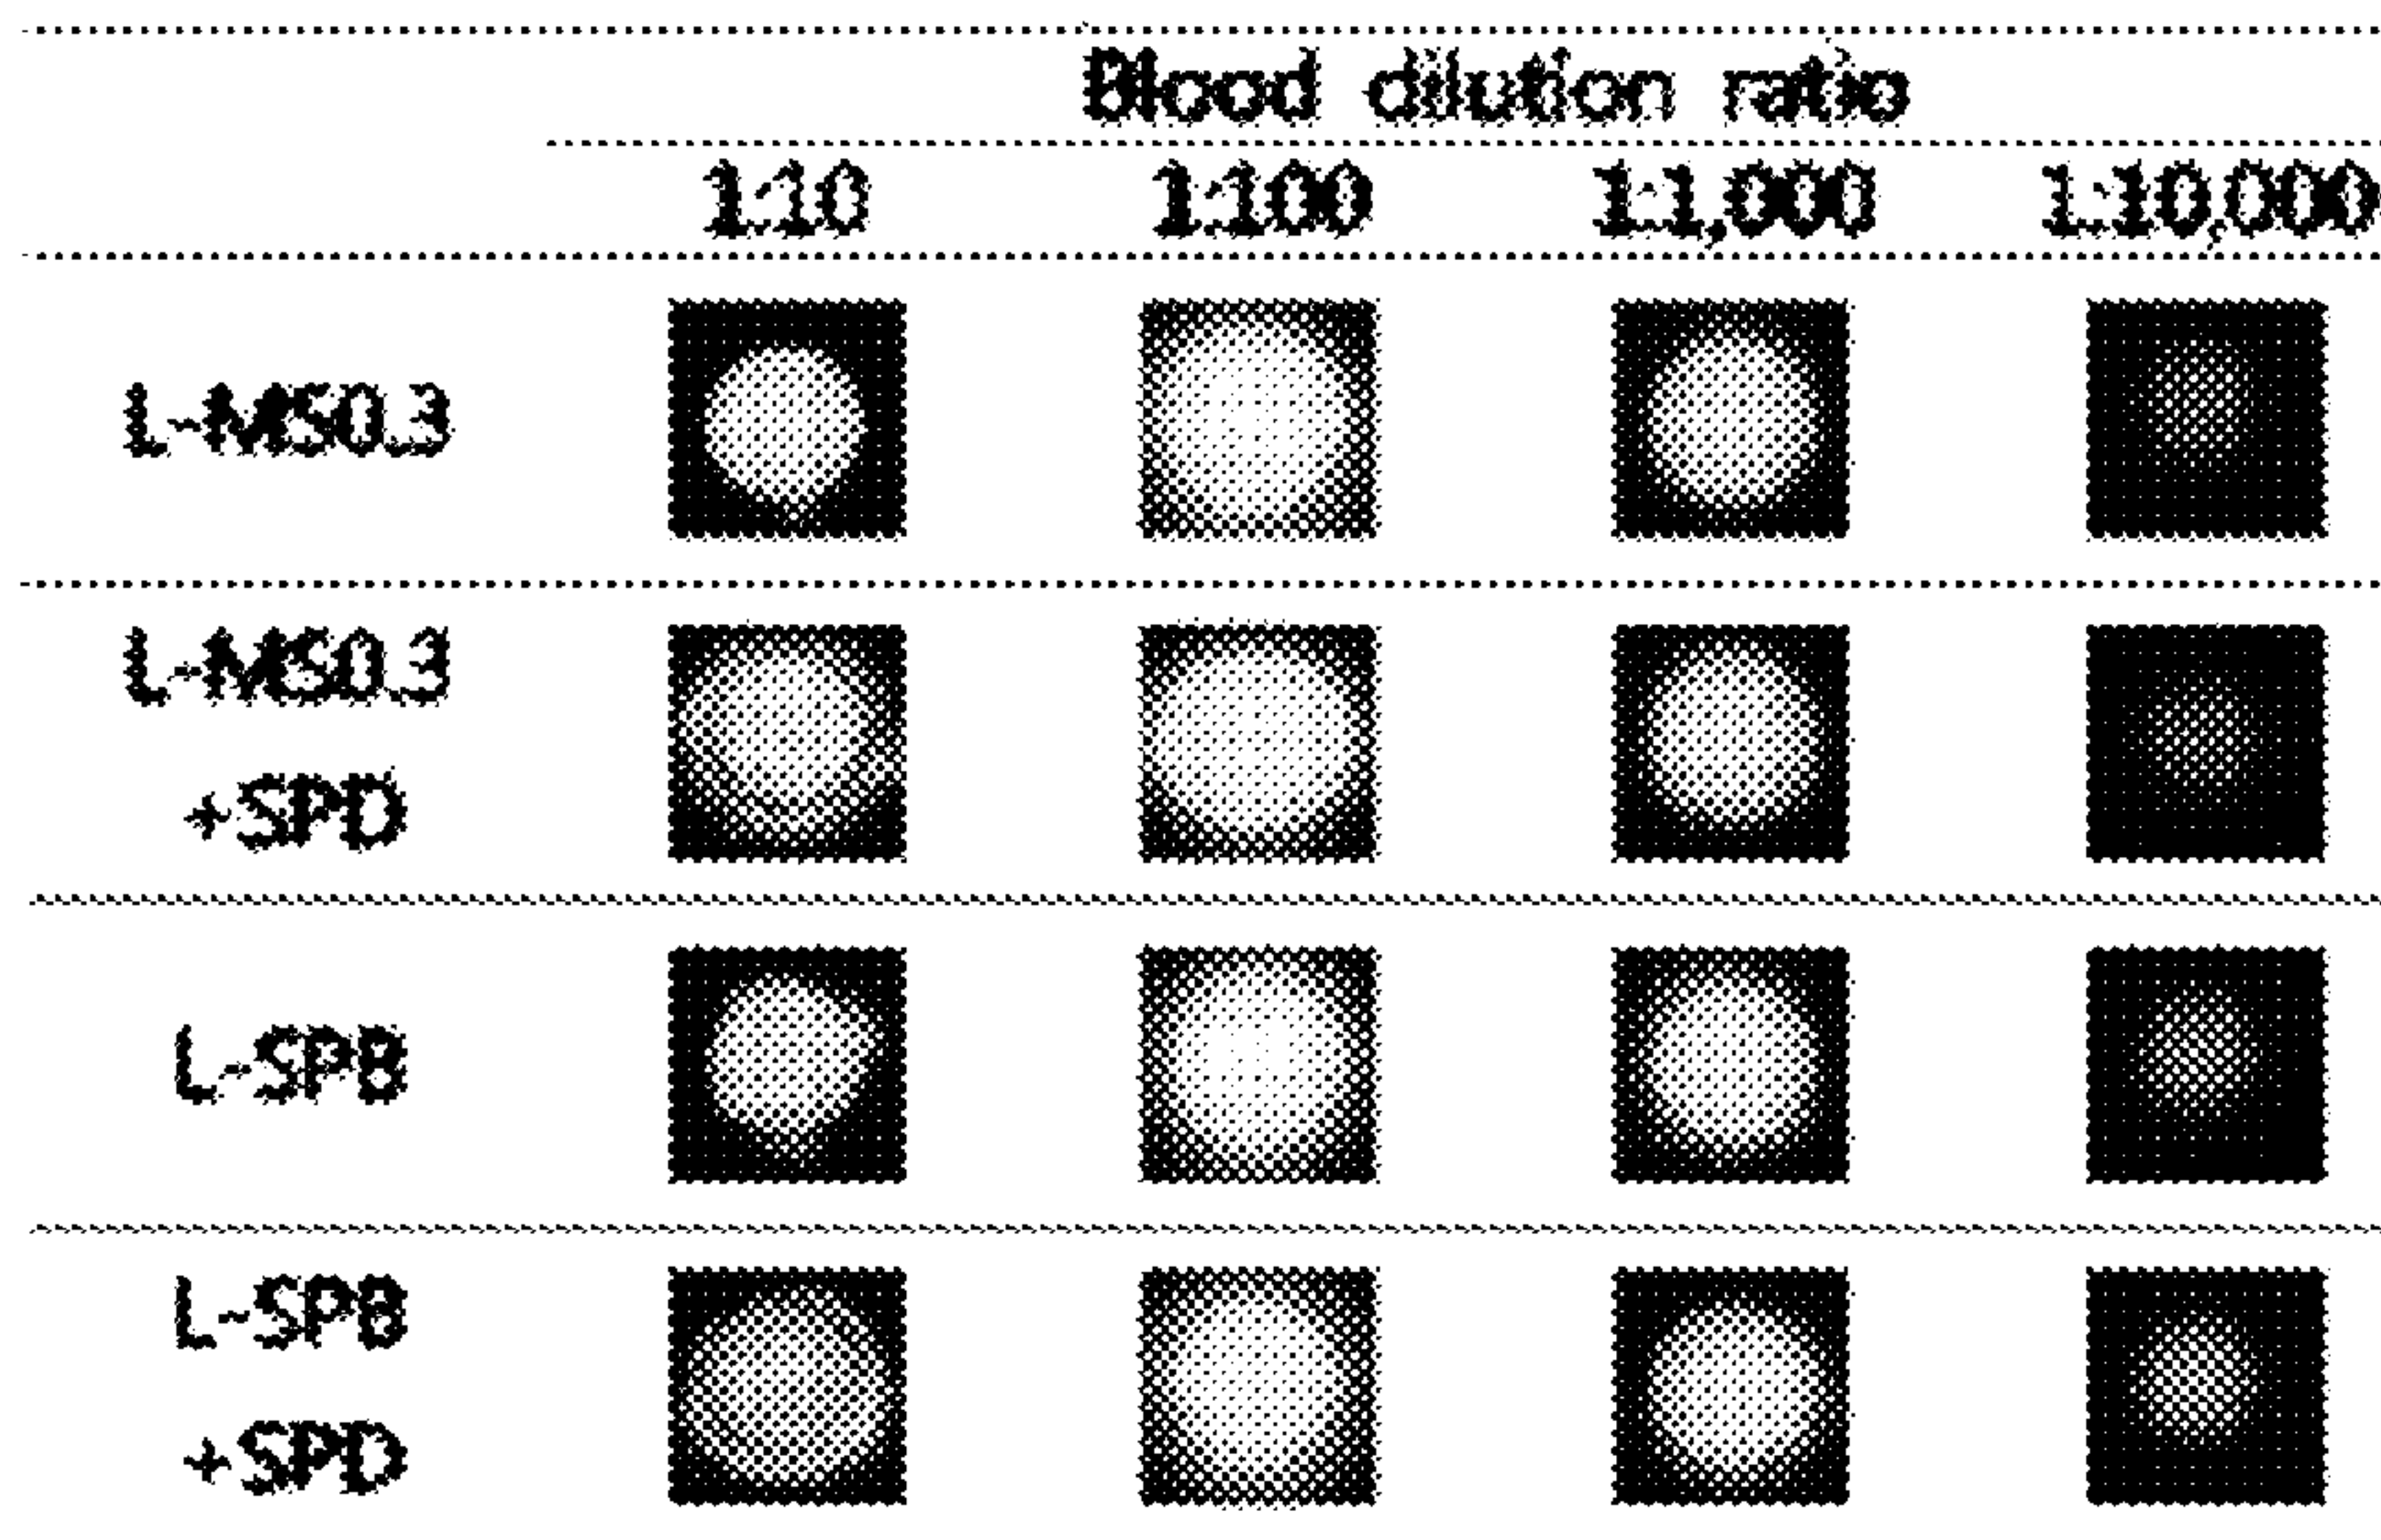 Blood dilution ratio
1:10 1:100 1:1,000 1:10,000
L-MS0.3
L-MS0.3
+SPD
L-SPB
L-SPB
+SPD